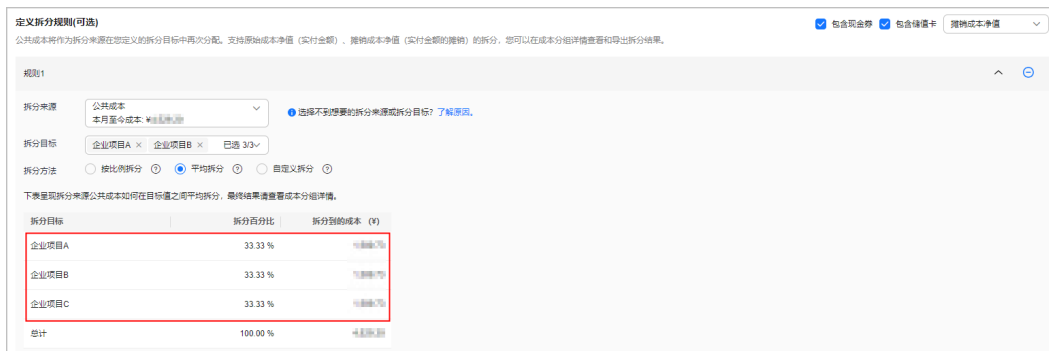 定义拆分规则(可选)
包含现金券 包含储值卡 摊销成本净值
公共成本将作为拆分来源在您定义的拆分目标中再次分配。支持原始成本净值（实付金额）、摊销成本净值（实付金额的摊销）的拆分，您可以在成本分组详情查看和导出拆分结果。
规则1
拆分来源 公共成本
本月至今成本: ¥
选择不到想要的拆分来源或拆分目标？了解原因。
拆分目标 企业项目A × 企业项目B × 已选 3/3
拆分方法 按比例拆分 ? 平均拆分 ? 自定义拆分 ?
下表呈现拆分来源公共成本如何在目标值之间平均拆分，最终结果请查看成本分组详情。
拆分目标 拆分百分比 拆分到的成本 (¥)
企业项目A 33.33 %
企业项目B 33.33 %
企业项目C 33.33 %
总计 100.00 %